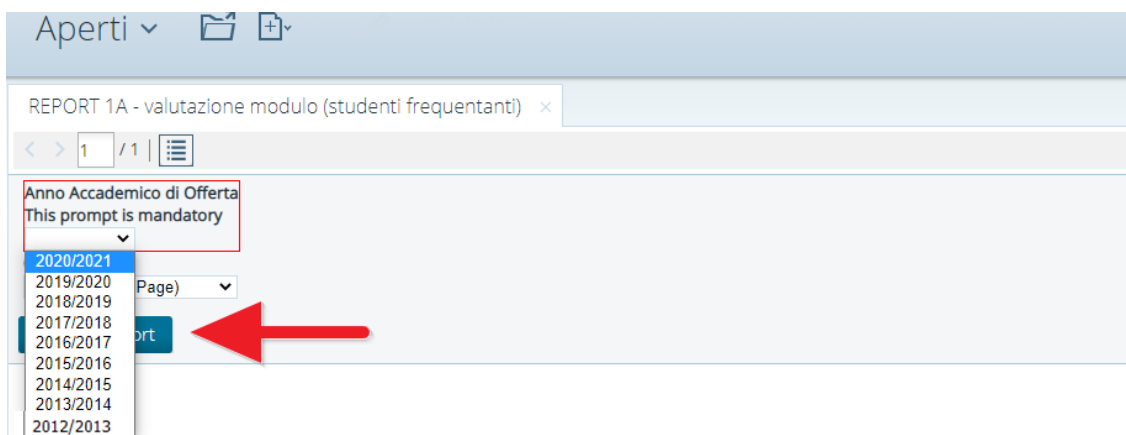 Aperti
REPORT 1A - valutazione modulo (studenti frequentanti) ×
< > 1 / 1 |
Anno Accademico di Offerta
This prompt is mandatory
2020/2021
2019/2020
Page)
2018/2019
2017/2018
2016/2017
2015/2016
2014/2015
2013/2014
2012/2013